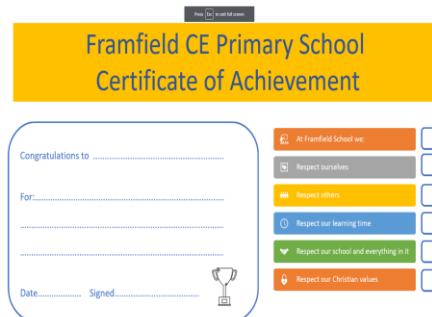 Press Esc to exit full screen
Framfield CE Primary School
Certificate of Achievement
Congratulations to ......................................................
For:...............................................................................
....................................................................................
....................................................................................
Date.................. Signed...................................
At Framfield School we:
Respect ourselves
Respect others
Respect our learning time
Respect our school and everything in it
Respect our Christian values